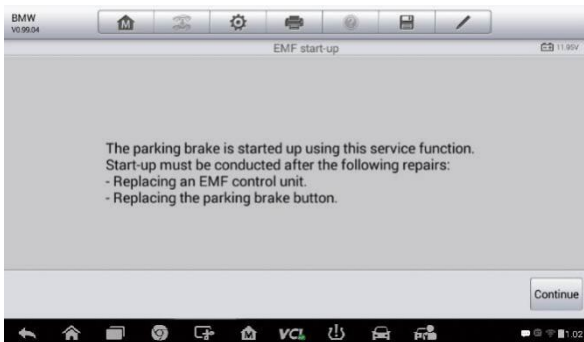 BMW
V0.99.04
EMF start-up
11.95V
The parking brake is started up using this service function.
Start-up must be conducted after the following repairs:
- Replacing an EMF control unit.
- Replacing the parking brake button.
Continue
VCI
1:02